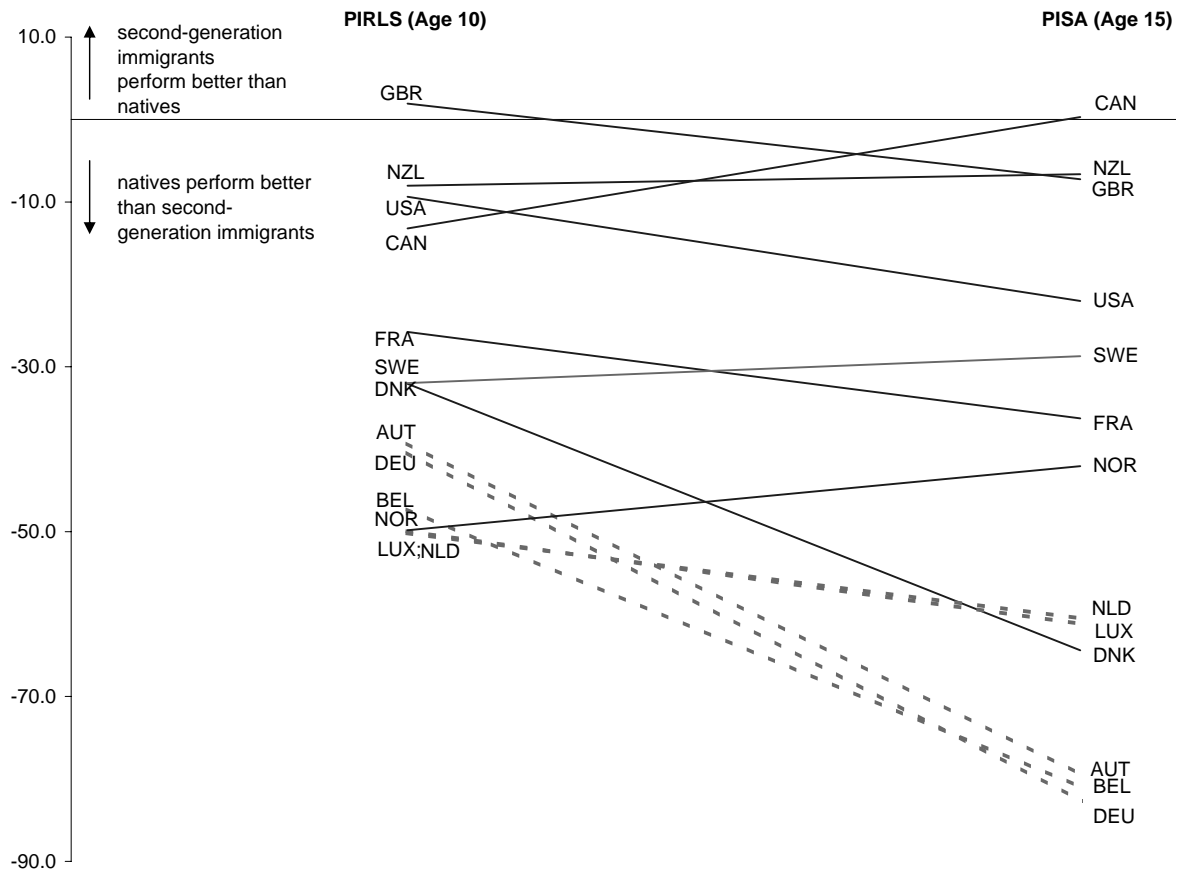 PIRLS (Age 10)
PISA (Age 15)
10.0
-10.0
-30.0
-50.0
-70.0
-90.0
second-generation
immigrants
perform better than
natives
natives perform better
than second-
generation immigrants
GBR
NZL
USA
CAN
FRA
SWE
DNK
AUT
DEU
BEL
NOR
LUX;NLD
CAN
NZL
GBR
USA
SWE
FRA
NOR
NLD
LUX
DNK
AUT
BEL
DEU